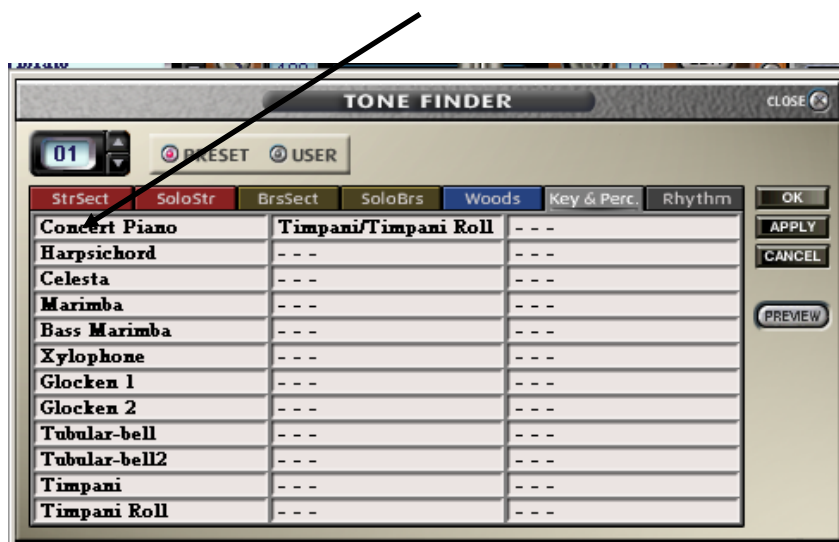 TONE FINDER CLOSE
01 PRESET USER
StrSect SoloStr BrsSect SoloBrs Woods Key & Perc. Rhythm OK
Concert Piano Timpani/Timpani Roll - - - APPLY
Harpsichord - - - - - - CANCEL
Celesta - - - - - -
Marimba - - - - - -
Bass Marimba - - - - - - PREVIEW
Xylophone - - - - - -
Glocken 1 - - - - - -
Glocken 2 - - - - - -
Tubular-bell - - - - - -
Tubular-bell2 - - - - - -
Timpani - - - - - -
Timpani Roll - - - - - -